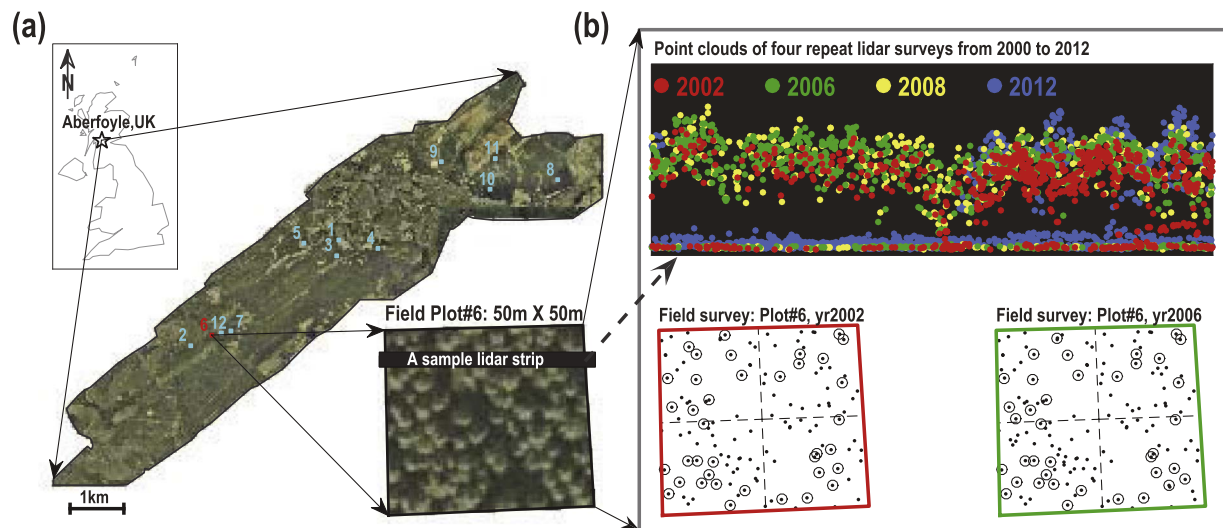 (a)
N
Aberfoyle,UK
9
11
10
8
5
1
3
4
2
6
12
7
1km
Field Plot#6: 50m X 50m
A sample lidar strip
(b)
Point clouds of four repeat lidar surveys from 2000 to 2012
2002 2006 2008 2012
Field survey: Plot#6, yr2002
Field survey: Plot#6, yr2006